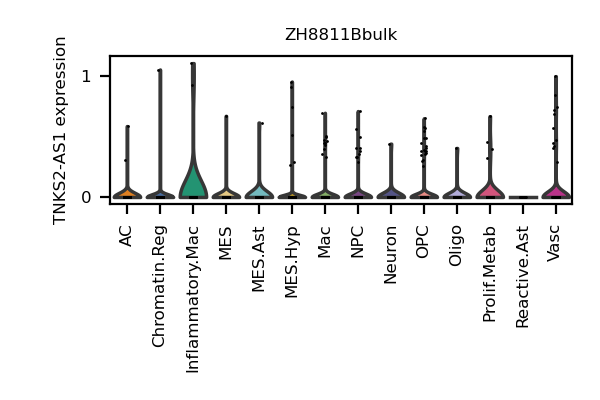 ZH8811Bbulk
TNKS2-AS1 expression
1
0
AC
Chromatin.Reg
Inflammatory.Mac
MES
MES.Ast
MES.Hyp
Mac
NPC
Neuron
OPC
Oligo
Prolif.Metab
Reactive.Ast
Vasc